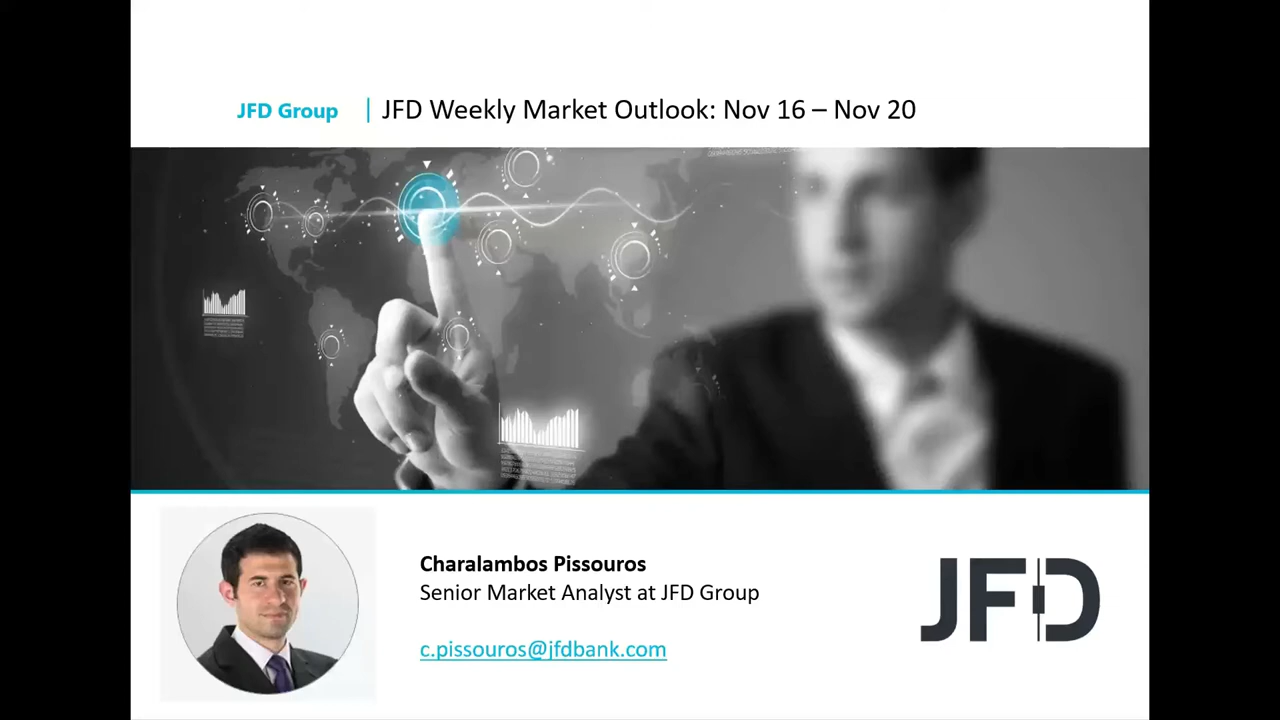 JFD Group | JFD Weekly Market Outlook: Nov 16 – Nov 20
Charalambos Pissouros
Senior Market Analyst at JFD Group
c.pissouros@jfdbank.com
JFD